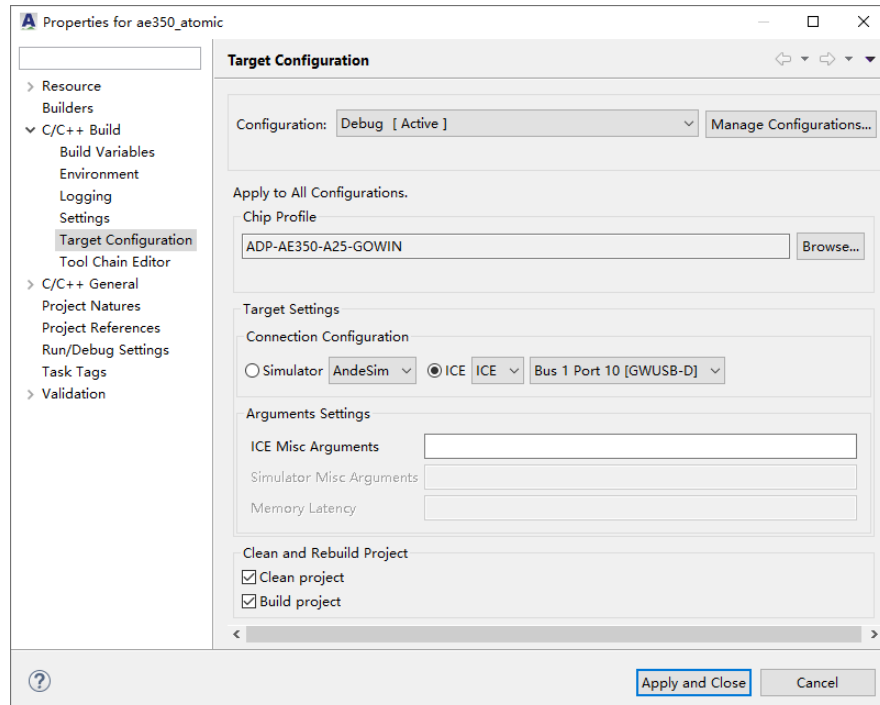 Properties for ae350_atomic
Target Configuration
Resource
Builders
C/C++ Build
Build Variables
Environment
Logging
Settings
Target Configuration
Tool Chain Editor
C/C++ General
Project Natures
Project References
Run/Debug Settings
Task Tags
Validation
Configuration: Debug [ Active ] Manage Configurations...
Apply to All Configurations.
Chip Profile
ADP-AE350-A25-GOWIN Browse...
Target Settings
Connection Configuration
Simulator AndeSim ICE ICE Bus 1 Port 10 [GWUSB-D]
Arguments Settings
ICE Misc Arguments
Simulator Misc Arguments
Memory Latency
Clean and Rebuild Project
Clean project
Build project
Apply and Close Cancel